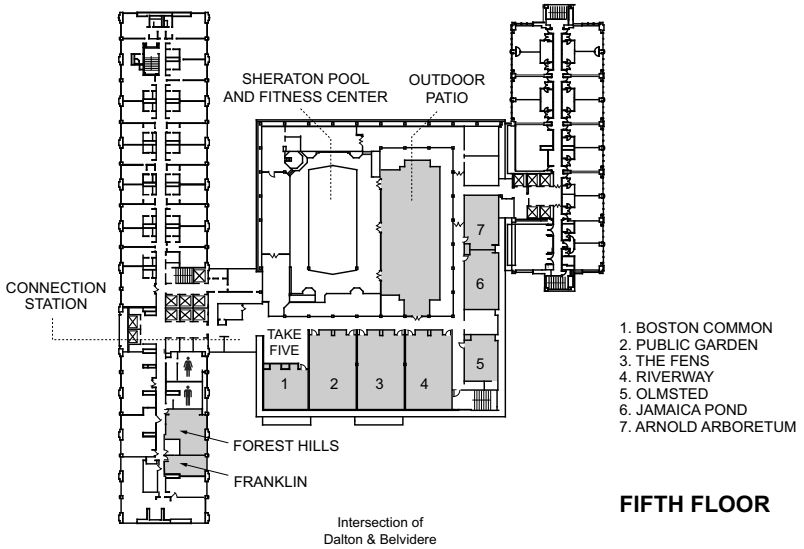 SHERATON POOL
AND FITNESS CENTER
OUTDOOR
PATIO
CONNECTION
STATION
TAKE
FIVE
7
6
5
1
2
3
4
FOREST HILLS
FRANKLIN
1. BOSTON COMMON
2. PUBLIC GARDEN
3. THE FENS
4. RIVERWAY
5. OLMSTED
6. JAMAICA POND
7. ARNOLD ARBORETUM
FIFTH FLOOR
Intersection of
Dalton & Belvidere